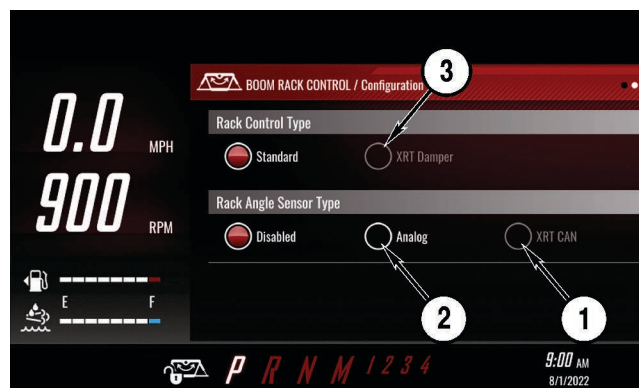 3
BOOM RACK CONTROL / Configuration
0.0 MPH
Rack Control Type
Standard XRT Damper
900 RPM
Rack Angle Sensor Type
Disabled Analog XRT CAN
E F
2 1
P R N M 1 2 3 4
9:00 AM
8/1/2022